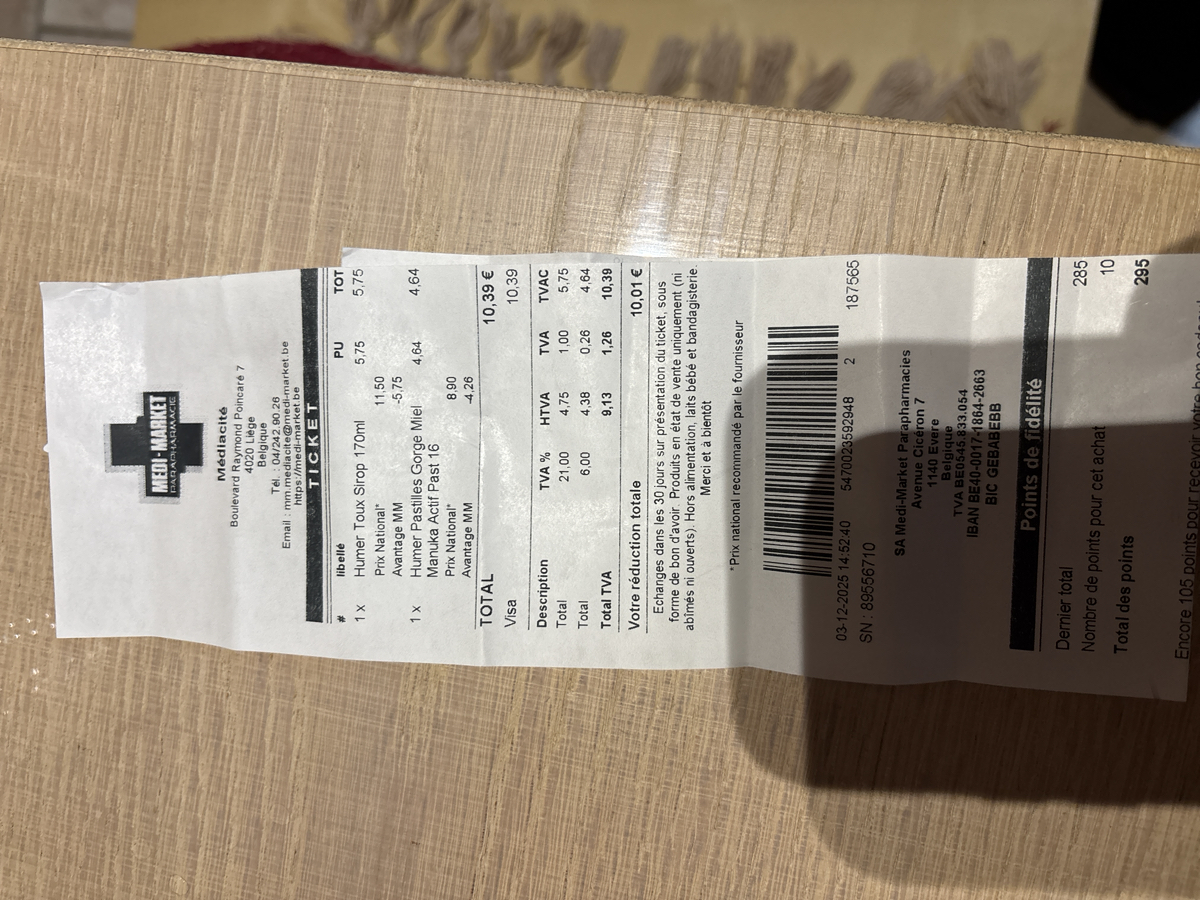 MEDI-MARKET
PARAPHARMACIE
Médiacité
Boulevard Raymond Poincaré 7
4020 Liège
Belgique
Tél. : 04/242.90.26
Email : mm.mediacite@medi-market.be
https://medi-market.be
TICKET
# libellé PU TOT
1 x Humer Toux Sirop 170ml 5,75 5,75
Prix National* 11,50
Avantage MM -5,75
1 x Humer Pastilles Gorge Miel 4,64 4,64
Manuka Actif Past 16
Prix National* 8,90
Avantage MM -4,26
TOTAL 10,39 €
Visa 10,39
Description TVA % HTVA TVA TVAC
Total 21,00 4,75 1,00 5,75
Total 6,00 4,38 0,26 4,64
Total TVA 9,13 1,26 10,39
Votre réduction totale 10,01 €
Echanges dans les 30 jours sur présentation du ticket, sous
forme de bon d'avoir. Produits en état de vente uniquement (ni
abîmés ni ouverts). Hors alimentation, laits bébé et bandagisterie.
Merci et à bientôt
*Prix national recommandé par le fournisseur
03-12-2025 14:52:40 5470023592948 2 187565
SN : 89556710
SA Medi-Market Parapharmacies
Avenue Cicéron 7
1140 Evere
Belgique
TVA BE0545.833.054
IBAN BE40-0017-1864-2663
BIC GEBABEBB
Points de fidélité
Dernier total 285
Nombre de points pour cet achat 10
Total des points 295
Encore 105 points pour recevoir votre bon